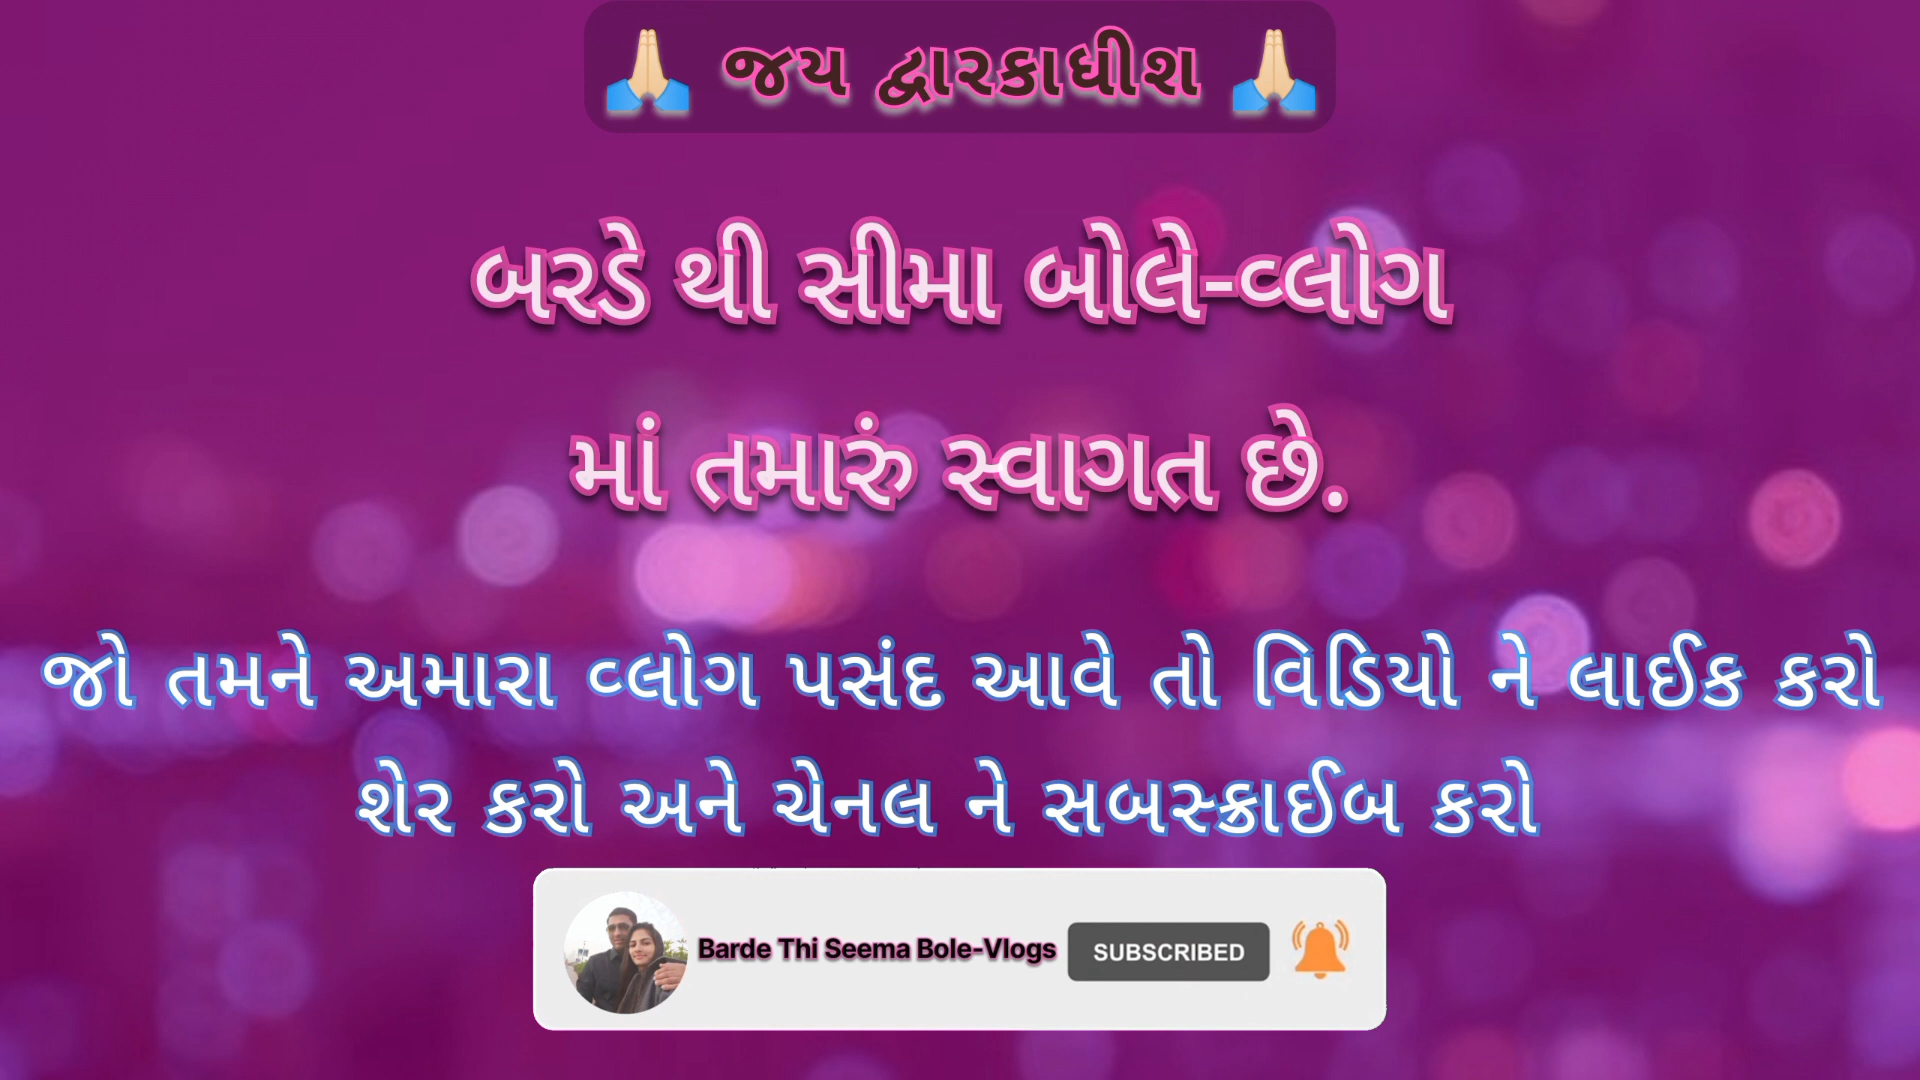 🙏🏻 જય દ્વારકાધીશ 🙏🏻
બરડે થી સીમા બોલે-વ્લોગ
માં તમારું સ્વાગત છે.
જો તમને અમારા વ્લોગ પસંદ આવે તો વિડિયો ને લાઈક કરો
શેર કરો અને ચેનલ ને સબસ્ક્રાઈબ કરો
Barde Thi Seema Bole-Vlogs SUBSCRIBED